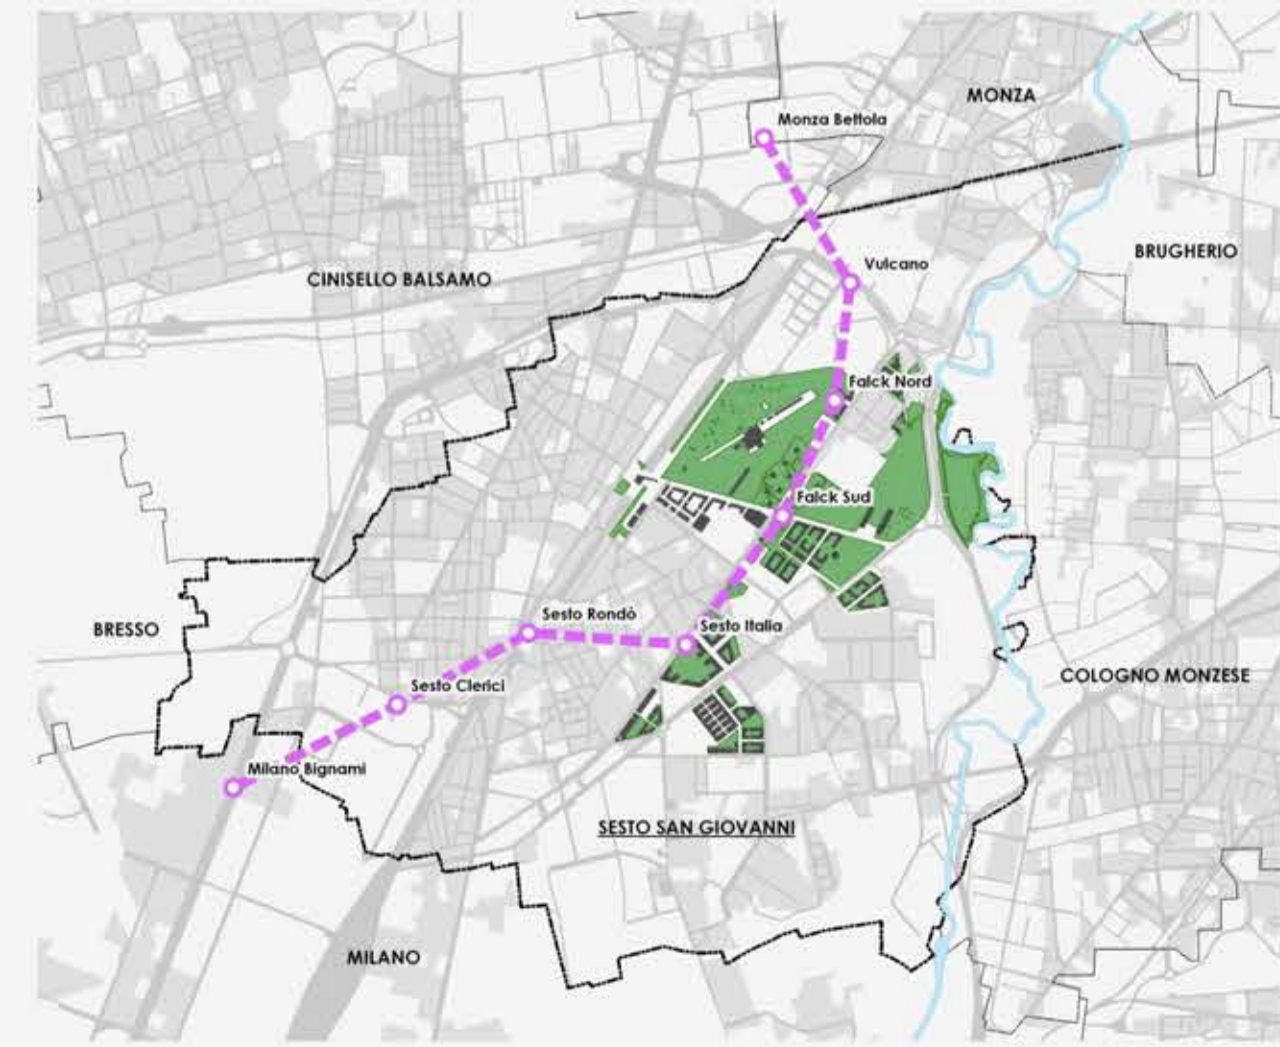 MONZA
Monza Bettola
BRUGHERIO
Vulcano
CINISELLO BALSAMO
Falck Nord
Falck Sud
Sesto Rondò
Sesto Italia
BRESSO
COLOGNO MONZESE
Sesto Clerici
Milano Bignami
SESTO SAN GIOVANNI
MILANO